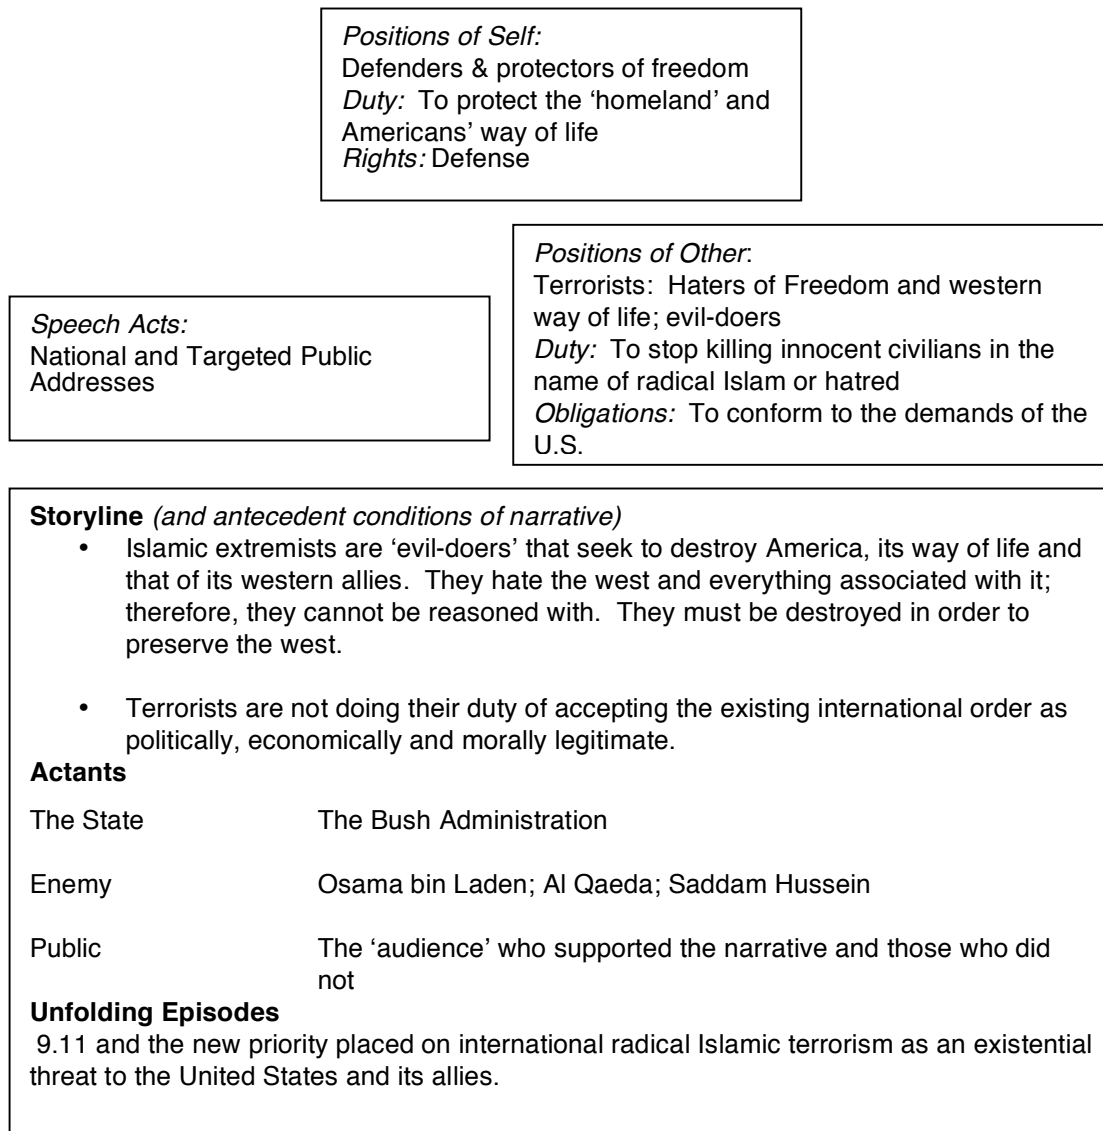 Positions of Self:
Defenders & protectors of freedom
Duty: To protect the ‘homeland’ and
Americans’ way of life
Rights: Defense
Positions of Other:
Terrorists: Haters of Freedom and western
way of life; evil-doers
Duty: To stop killing innocent civilians in the
name of radical Islam or hatred
Obligations: To conform to the demands of the
U.S.
Speech Acts:
National and Targeted Public
Addresses
Storyline (and antecedent conditions of narrative)
• Islamic extremists are ‘evil-doers’ that seek to destroy America, its way of life and
that of its western allies. They hate the west and everything associated with it;
therefore, they cannot be reasoned with. They must be destroyed in order to
preserve the west.
• Terrorists are not doing their duty of accepting the existing international order as
politically, economically and morally legitimate.
Actants
The State The Bush Administration
Enemy Osama bin Laden; Al Qaeda; Saddam Hussein
Public The ‘audience’ who supported the narrative and those who did
not
Unfolding Episodes
9.11 and the new priority placed on international radical Islamic terrorism as an existential
threat to the United States and its allies.